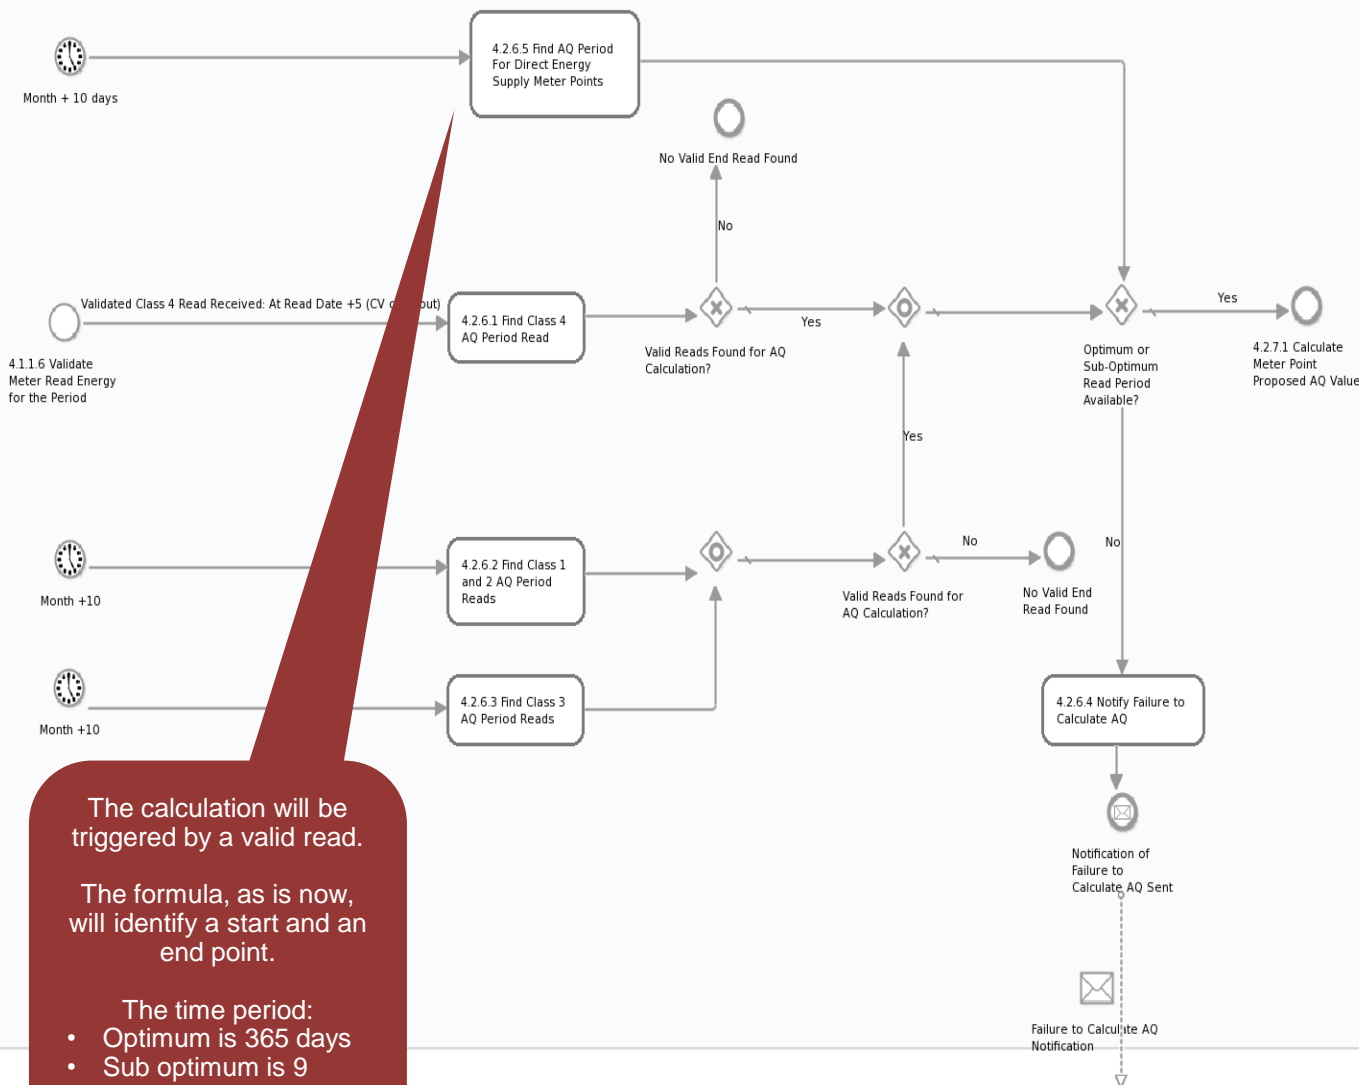 4.2.6.5 Find AQ Period
For Direct Energy
Supply Meter Points
Month + 10 days
No Valid End Read Found
No
Validated Class 4 Read Received: At Read Date +5 (CV
out)
4.2.6.1 Find Class 4
AQ Period Read
Yes
Yes
4.1.1.6 Validate
Meter Read Energy
for the Period
Valid Reads Found for AQ
Calculation?
Optimum or
Sub-Optimum
Read Period
Available?
4.2.7.1 Calculate
Meter Point
Proposed AQ Value
Yes
4.2.6.2 Find Class 1
and 2 AQ Period
Reads
Month +10
No
No
Valid Reads Found for
AQ Calculation?
No Valid End
Read Found
4.2.6.3 Find Class 3
AQ Period Reads
Month +10
4.2.6.4 Notify Failure to
Calculate AQ
Notification of
Failure to
Calculate AQ Sent
Failure to Calculate AQ
Notification
The calculation will be
triggered by a valid read.
The formula, as is now,
will identify a start and an
end point.
The time period:
• Optimum is 365 days
• Sub optimum is 9